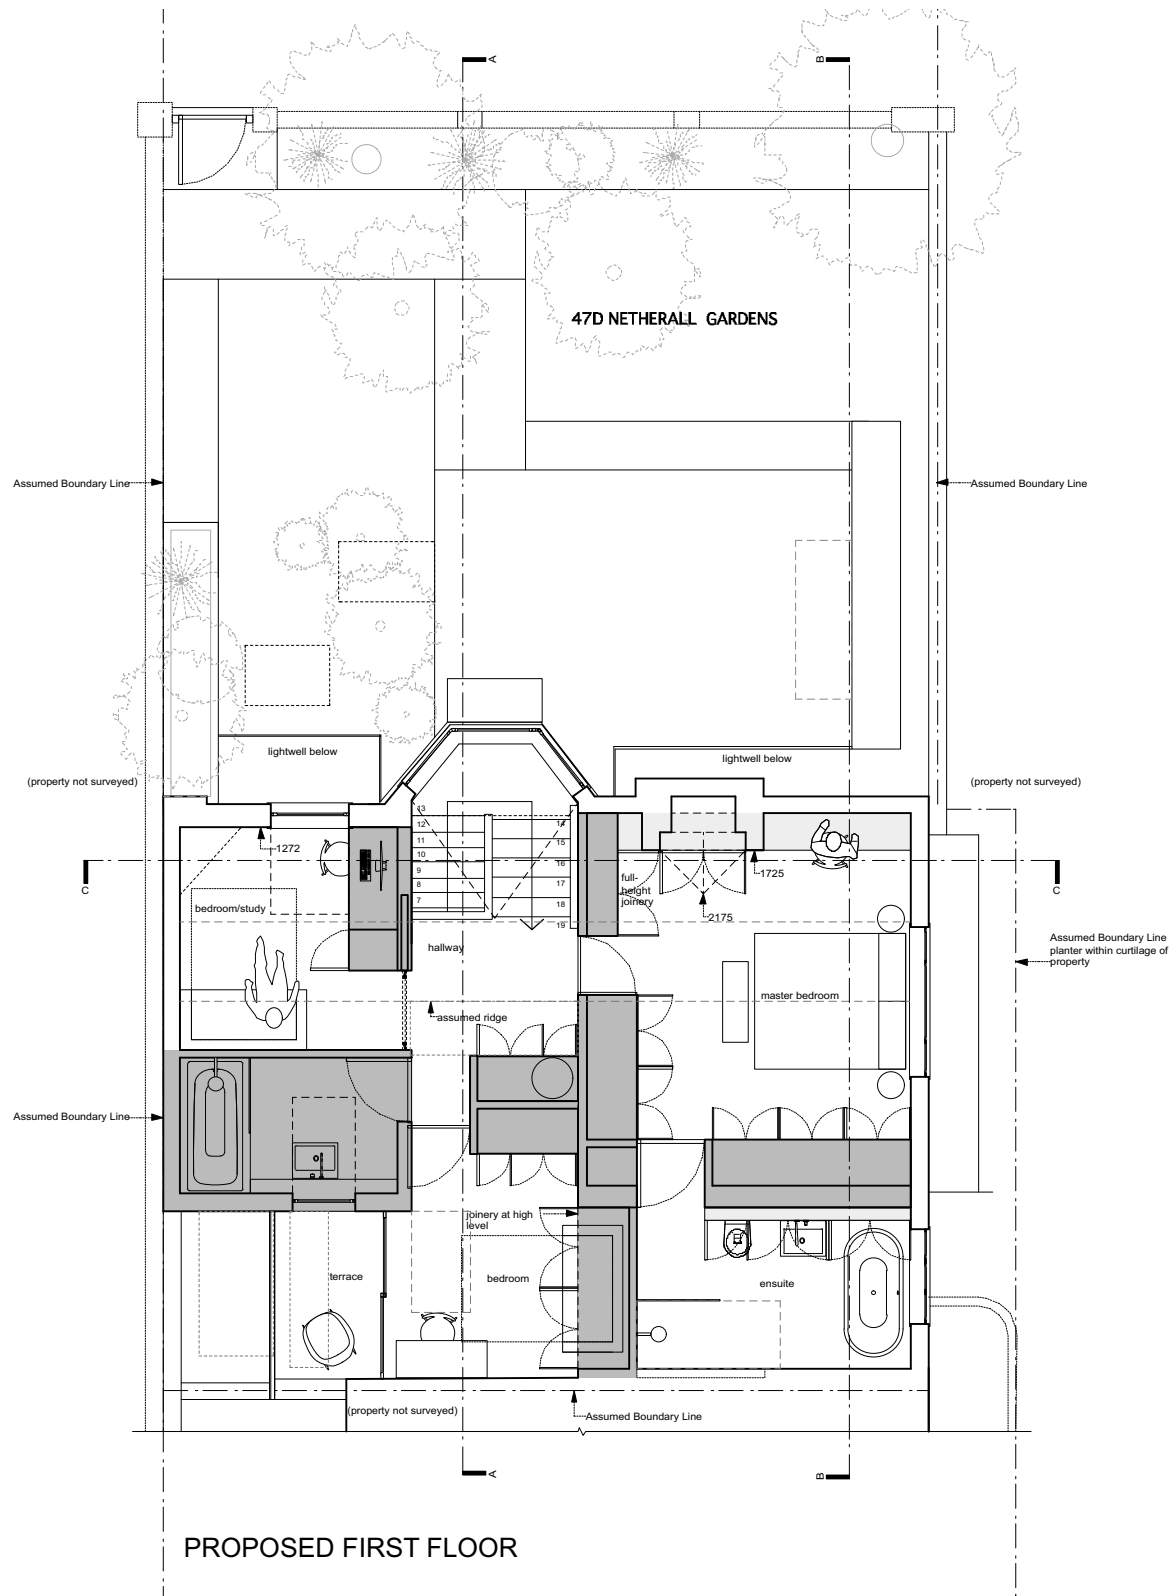 A
B
47D NETHERALL GARDENS
Assumed Boundary Line
Assumed Boundary Line
lightwell below
lightwell below
(property not surveyed)
(property not surveyed)
13
12
11
10
9
8
7
14
15
16
17
18
19
1272
1725
2175
C
C
full-
height
joinery
bedroom/study
hallway
master bedroom
Assumed Boundary Line
planter within curtilage of
property
assumed ridge
Assumed Boundary Line
joinery at high
level
terrace
bedroom
ensuite
(property not surveyed)
Assumed Boundary Line
A
B
PROPOSED FIRST FLOOR